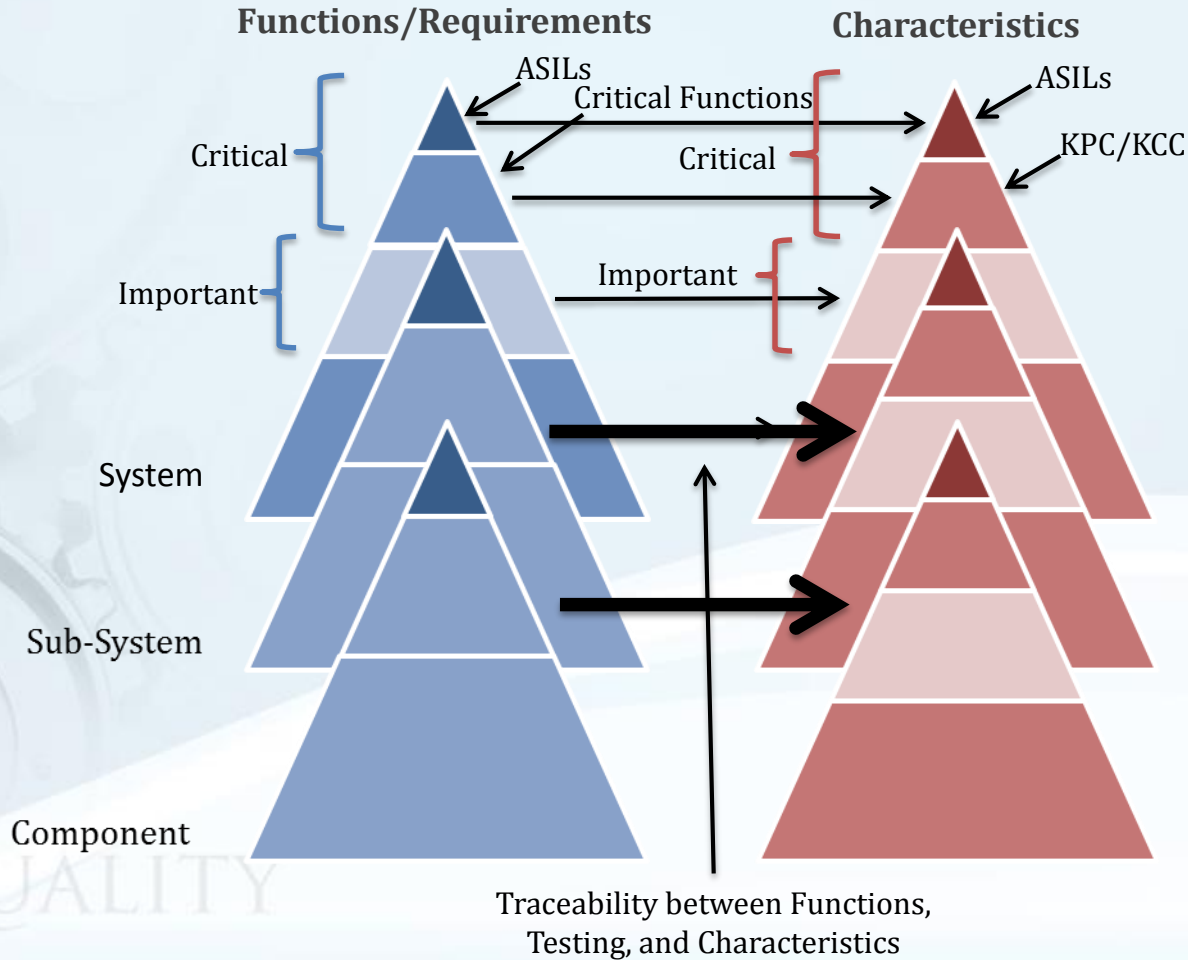 Functions/Requirements
Characteristics
ASILs
Critical Functions
ASILs
Critical
Critical
KPC/KCC
Important
Important
System
Sub-System
Component
UALITY
Traceability between Functions,
Testing, and Characteristics